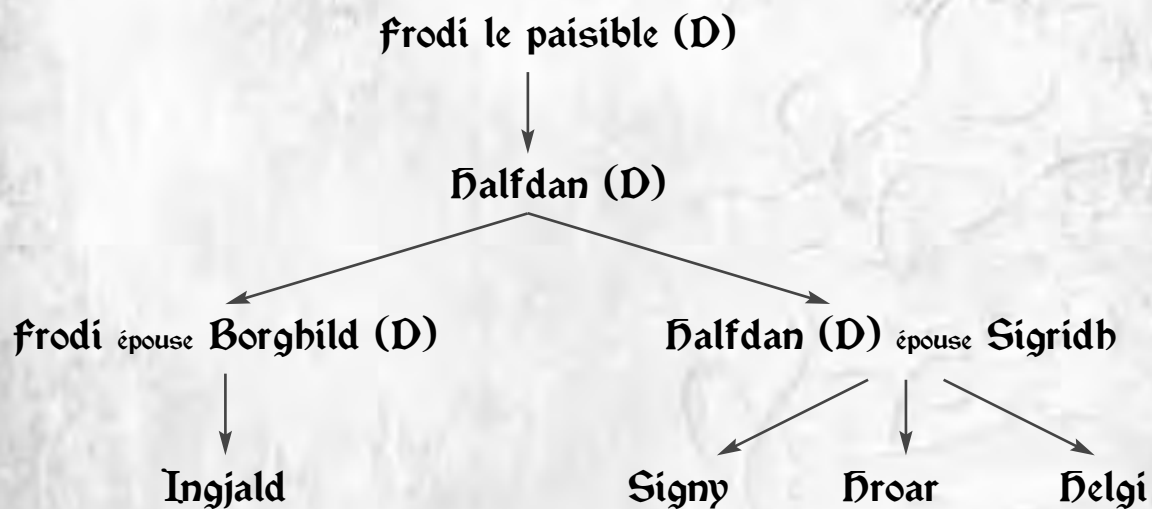 Frodi le paisible (D)
Halfdan (D)
Frodi épouse Borghild (D)
Halfdan (D) épouse Sigridh
Ingjald
Signy
Hroar
Helgi